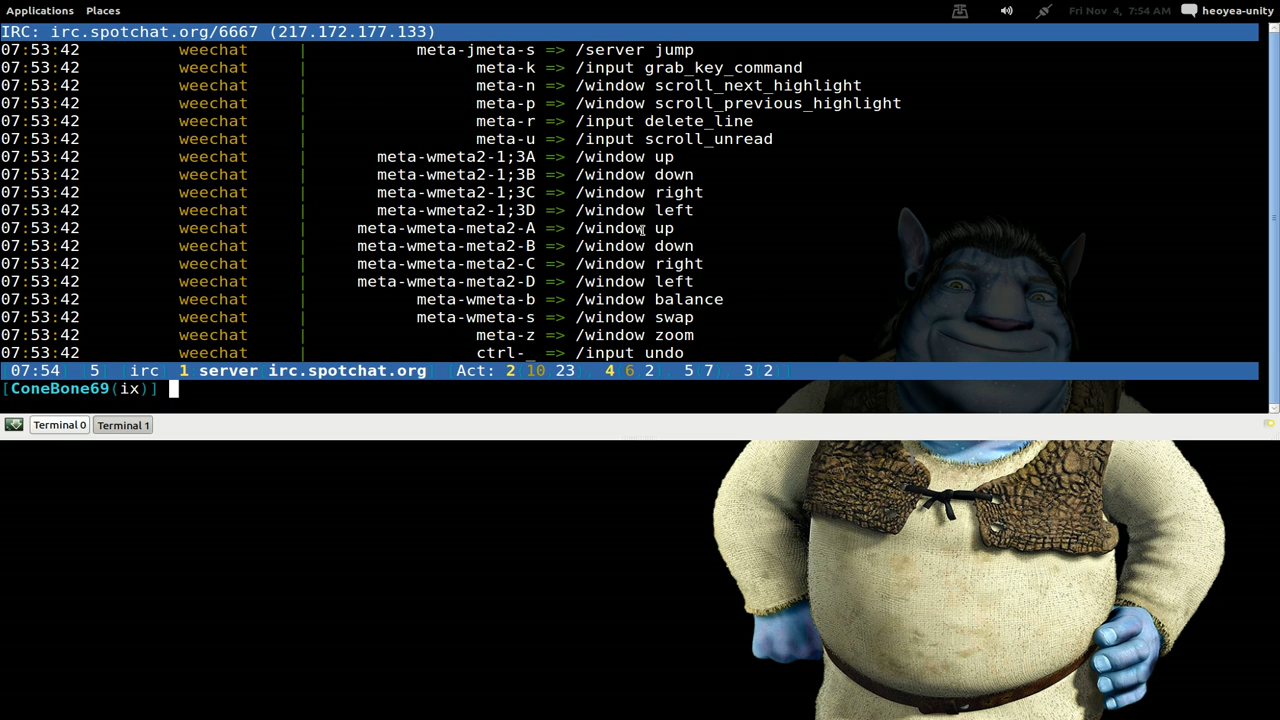 Applications Places Fri Nov 4, 7:54 AM heoyea-unity
IRC: irc.spotchat.org/6667 (217.172.177.133)
07:53:42 weechat | meta-jmeta-s => /server jump
07:53:42 weechat | meta-k => /input grab_key_command
07:53:42 weechat | meta-n => /window scroll_next_highlight
07:53:42 weechat | meta-p => /window scroll_previous_highlight
07:53:42 weechat | meta-r => /input delete_line
07:53:42 weechat | meta-u => /input scroll_unread
07:53:42 weechat | meta-wmeta2-1;3A => /window up
07:53:42 weechat | meta-wmeta2-1;3B => /window down
07:53:42 weechat | meta-wmeta2-1;3C => /window right
07:53:42 weechat | meta-wmeta2-1;3D => /window left
07:53:42 weechat | meta-wmeta-meta2-A => /window up
07:53:42 weechat | meta-wmeta-meta2-B => /window down
07:53:42 weechat | meta-wmeta-meta2-C => /window right
07:53:42 weechat | meta-wmeta-meta2-D => /window left
07:53:42 weechat | meta-wmeta-b => /window balance
07:53:42 weechat | meta-wmeta-s => /window swap
07:53:42 weechat | meta-z => /window zoom
07:53:42 weechat | ctrl-_ => /input undo
[07:54] [5] [irc] 1 server[irc.spotchat.org] [Act: 2(10,23), 4(6,2), 5(7), 3(2)]
[ConeBone69(ix)]
Terminal 0 Terminal 1